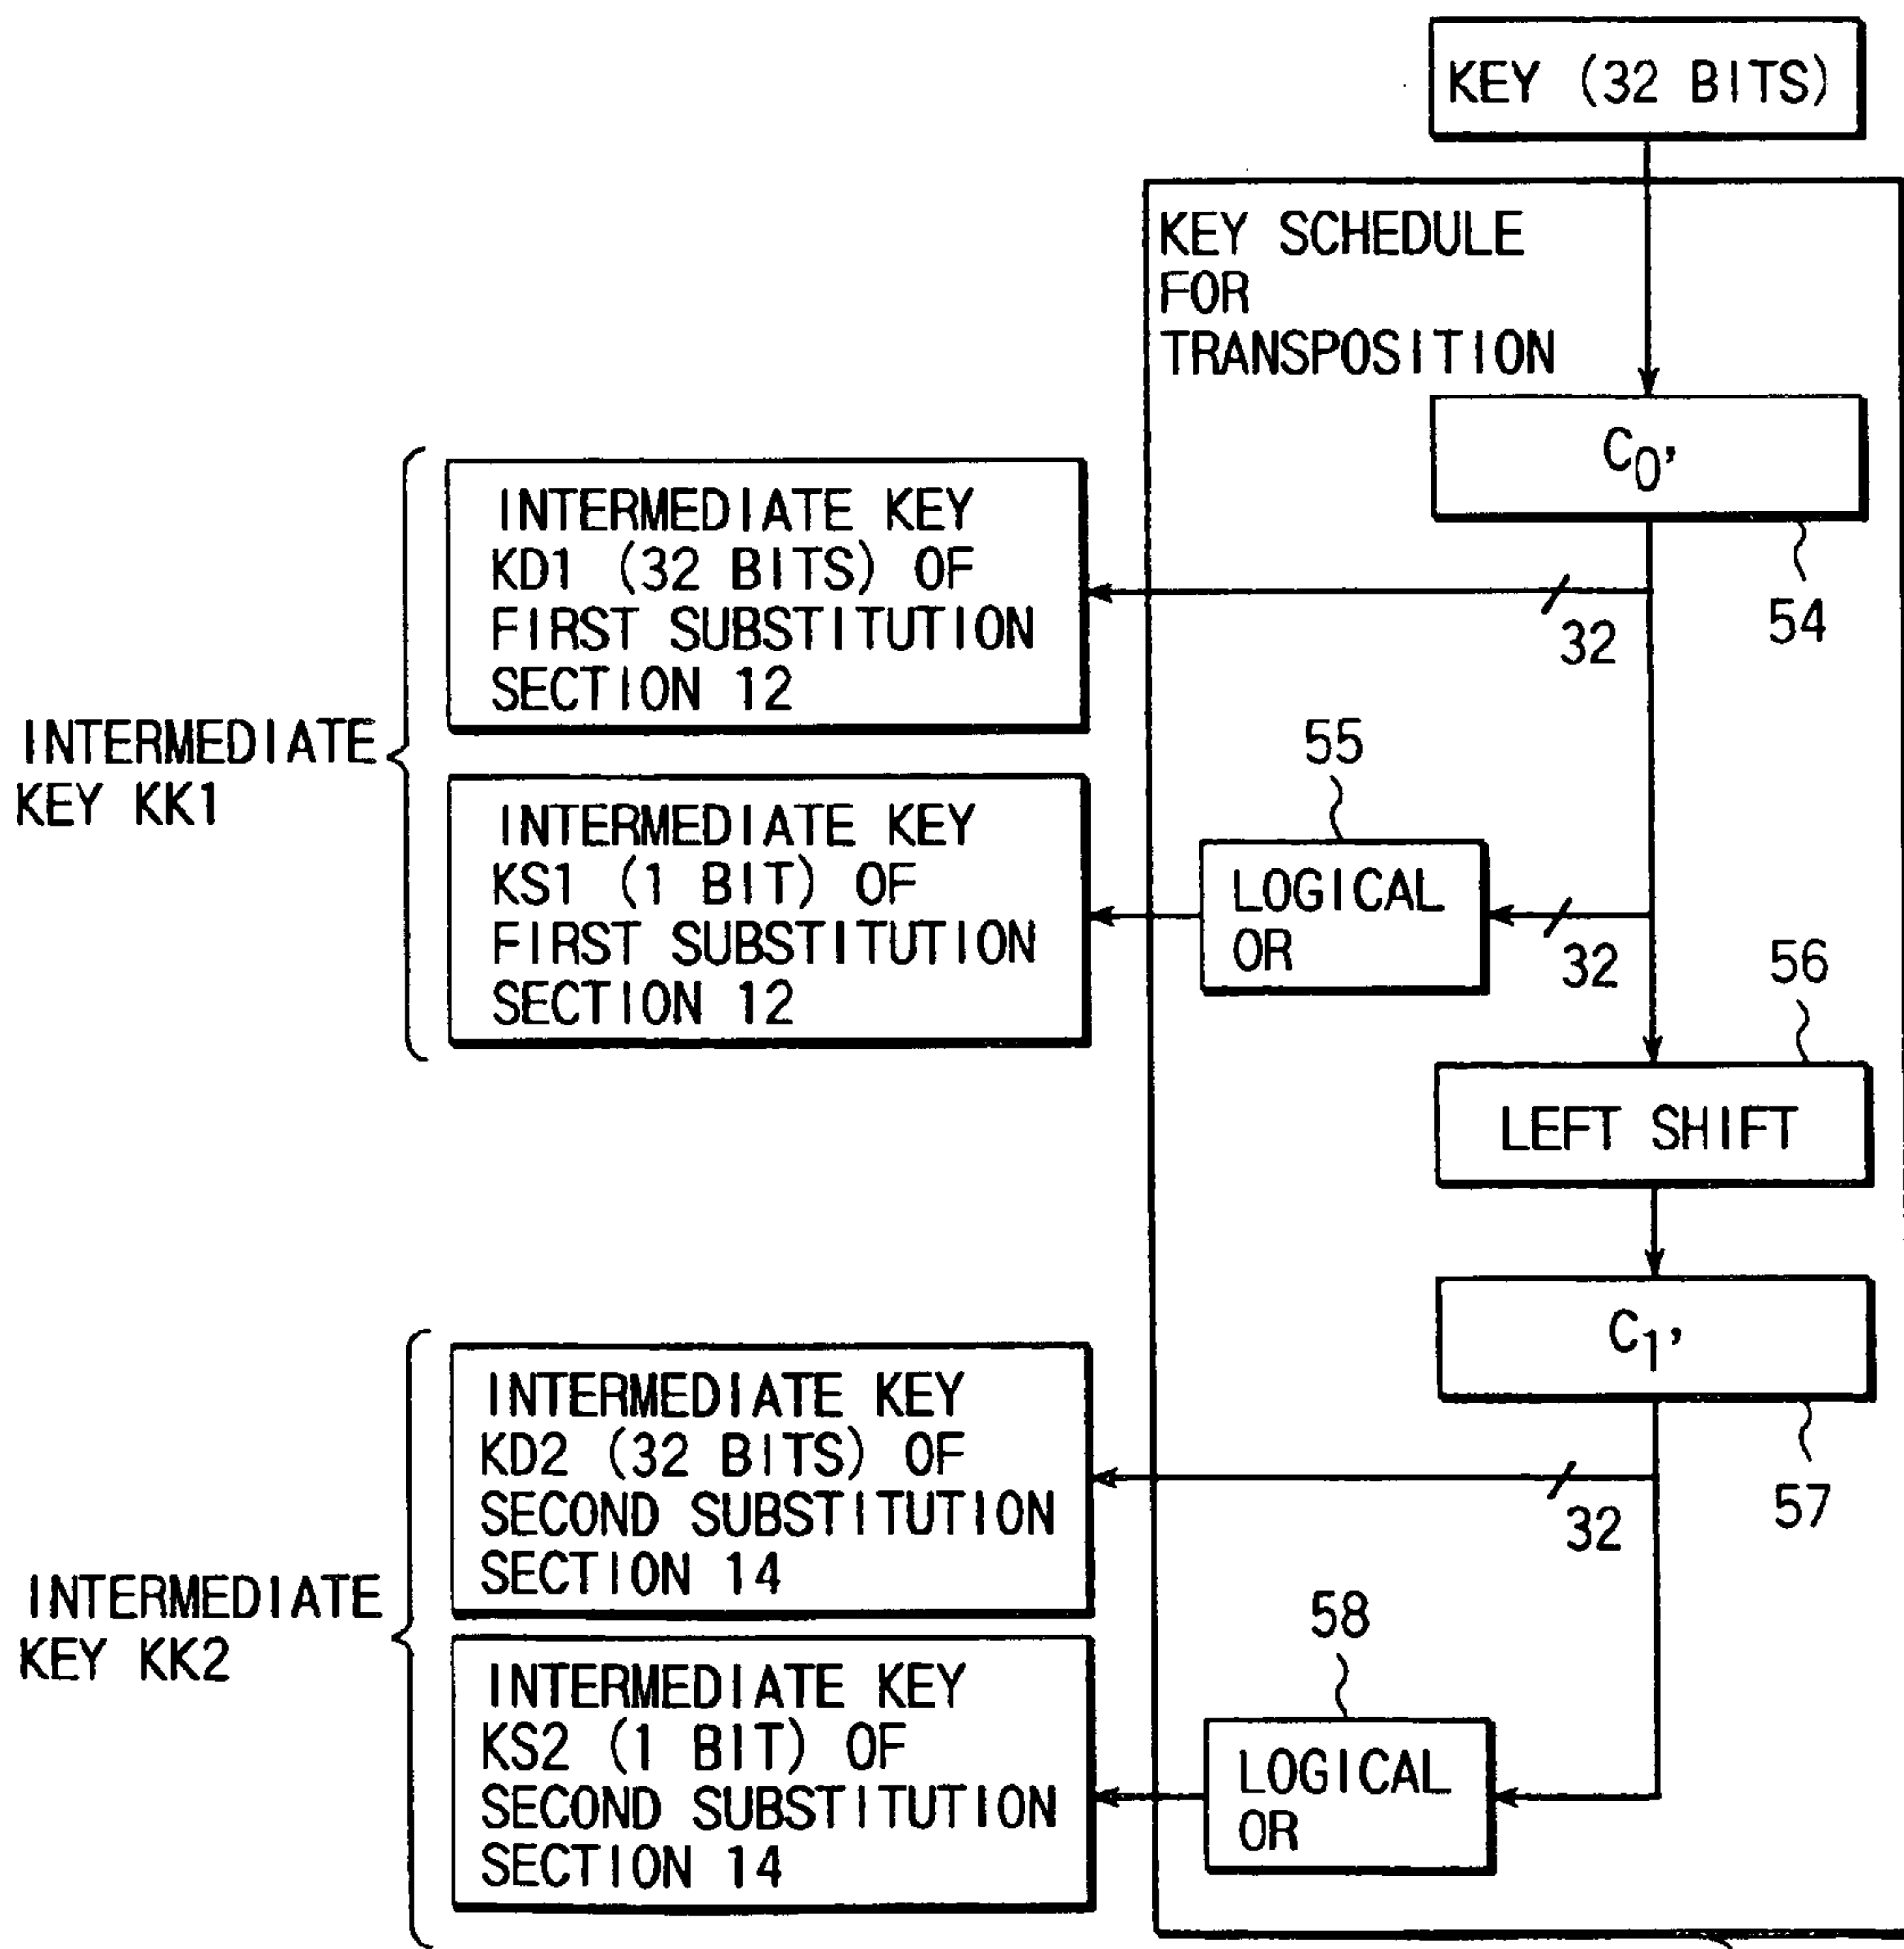 KEY (32 BITS)
KEY SCHEDULE
FOR
TRANSPOSITION
C0'
54
INTERMEDIATE KEY
KD1 (32 BITS) OF
FIRST SUBSTITUTION
SECTION 12
32
INTERMEDIATE
KEY KK1
55
INTERMEDIATE KEY
KS1 (1 BIT) OF
FIRST SUBSTITUTION
SECTION 12
LOGICAL
OR
32
56
LEFT SHIFT
C1'
57
INTERMEDIATE KEY
KD2 (32 BITS) OF
SECOND SUBSTITUTION
SECTION 14
32
INTERMEDIATE
KEY KK2
58
INTERMEDIATE KEY
KS2 (1 BIT) OF
SECOND SUBSTITUTION
SECTION 14
LOGICAL
OR